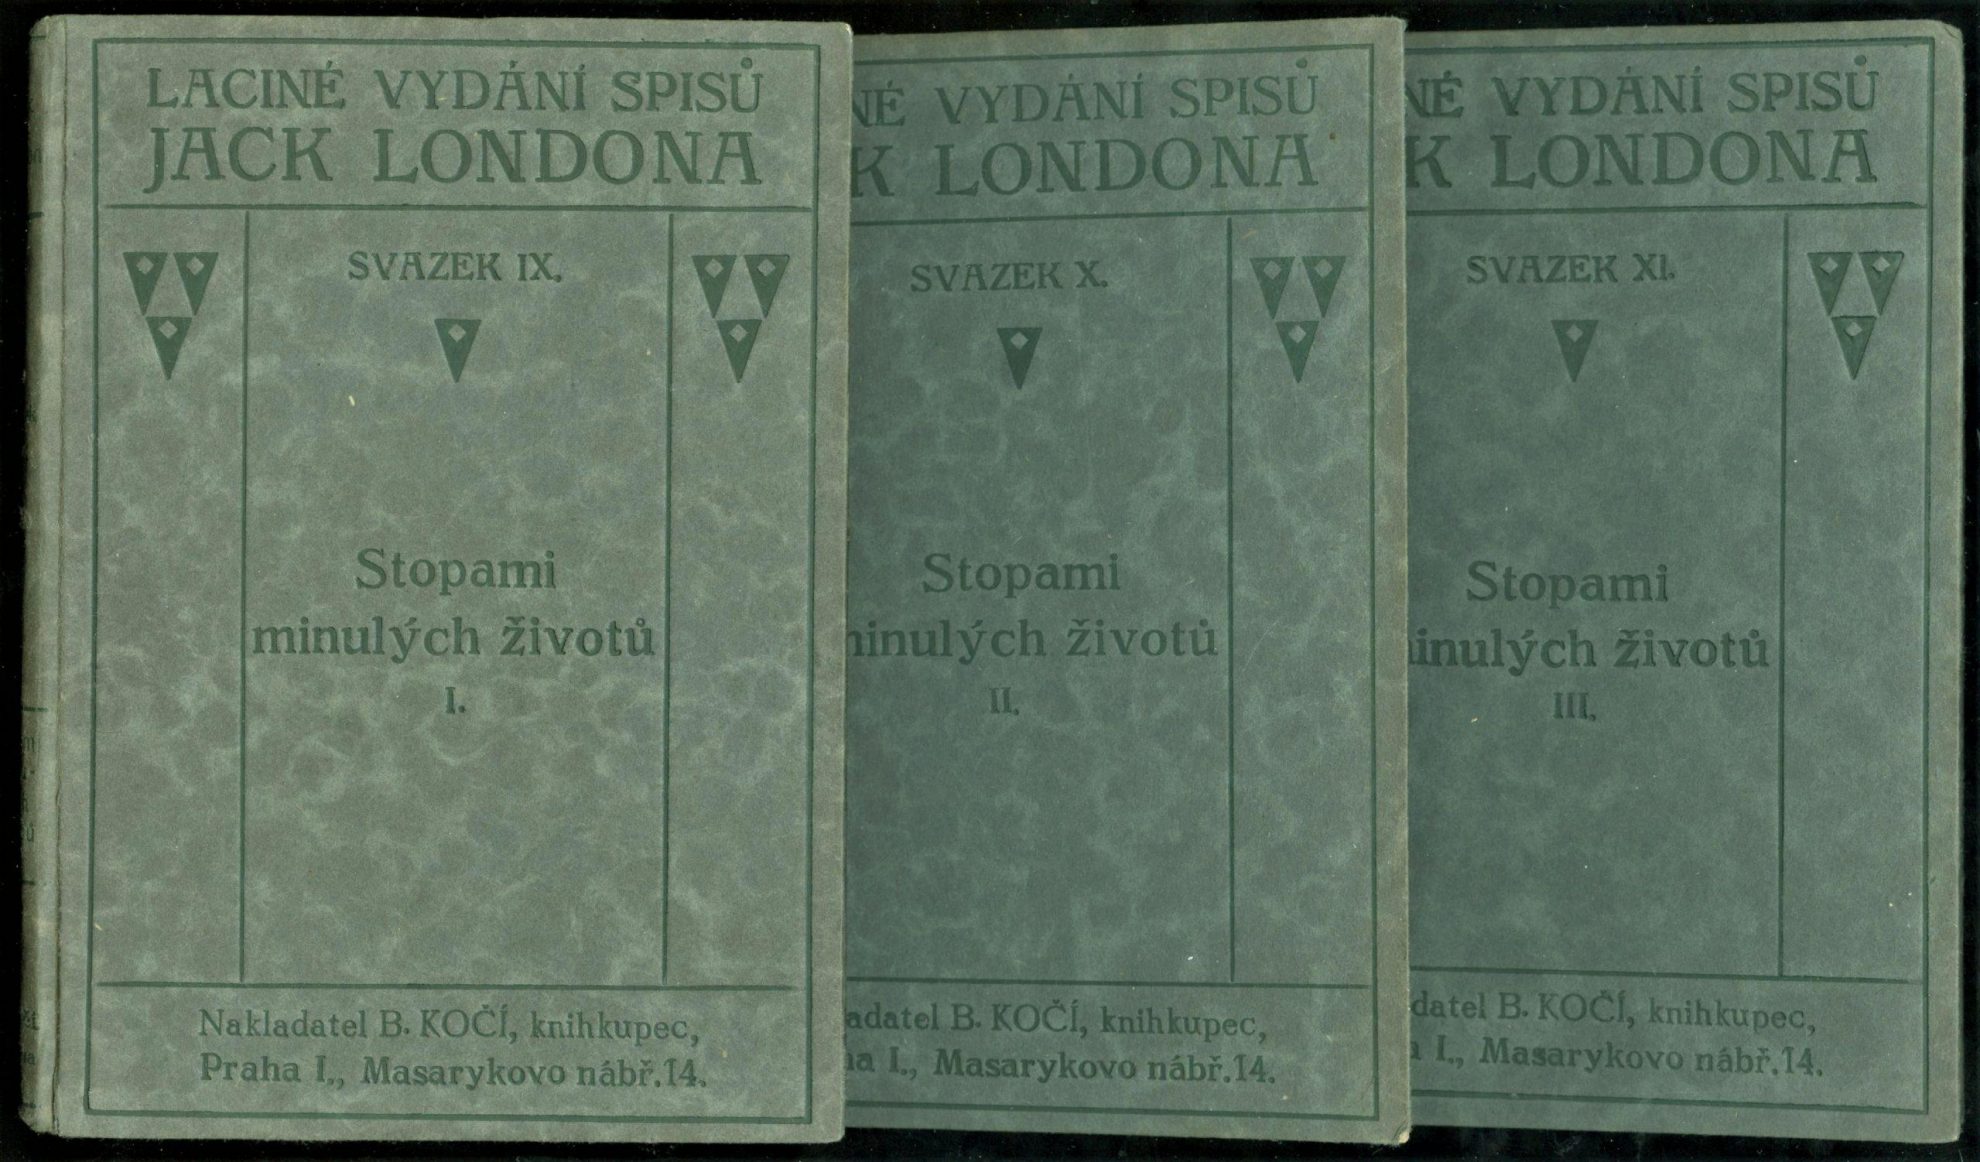 LACINÉ VYDÁNÍ SPISŮ
JACK LONDONA
SVAZEK IX.
Stopami
minulých životů
I.
Nakladatel B. KOČÍ, knihkupec,
Praha I., Masarykovo nábř. 14.
NÉ VYDÁNÍ SPISŮ
K LONDONA
SVAZEK X.
Stopami
inulých životů
II.
adatel B. KOČÍ, knihkupec,
ha I., Masarykovo nábř. 14.
NÉ VYDÁNÍ SPISŮ
K LONDONA
SVAZEK XI.
Stopami
inulých životů
III.
datel B. KOČÍ, knihkupec,
a I., Masarykovo nábř. 14.